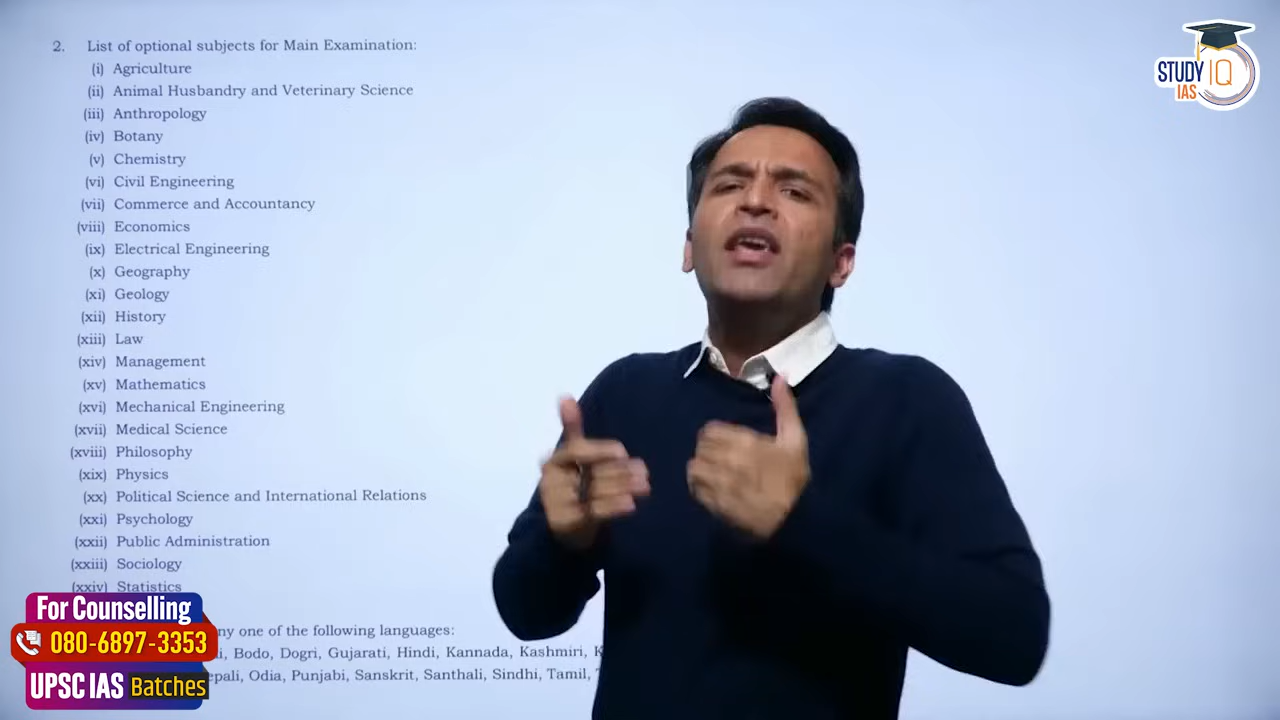 2. List of optional subjects for Main Examination:
(i) Agriculture
(ii) Animal Husbandry and Veterinary Science
(iii) Anthropology
(iv) Botany
(v) Chemistry
(vi) Civil Engineering
(vii) Commerce and Accountancy
(viii) Economics
(ix) Electrical Engineering
(x) Geography
(xi) Geology
(xii) History
(xiii) Law
(xiv) Management
(xv) Mathematics
(xvi) Mechanical Engineering
(xvii) Medical Science
(xviii) Philosophy
(xix) Physics
(xx) Political Science and International Relations
(xxi) Psychology
(xxii) Public Administration
(xxiii) Sociology
(xxiv) Statistics
one of the following languages:
Bodo, Dogri, Gujarati, Hindi, Kannada, Kashmiri,
Odia, Punjabi, Sanskrit, Santhali, Sindhi, Tamil,
For Counselling
080-6897-3353
UPSC IAS Batches
STUDY IQ
IAS